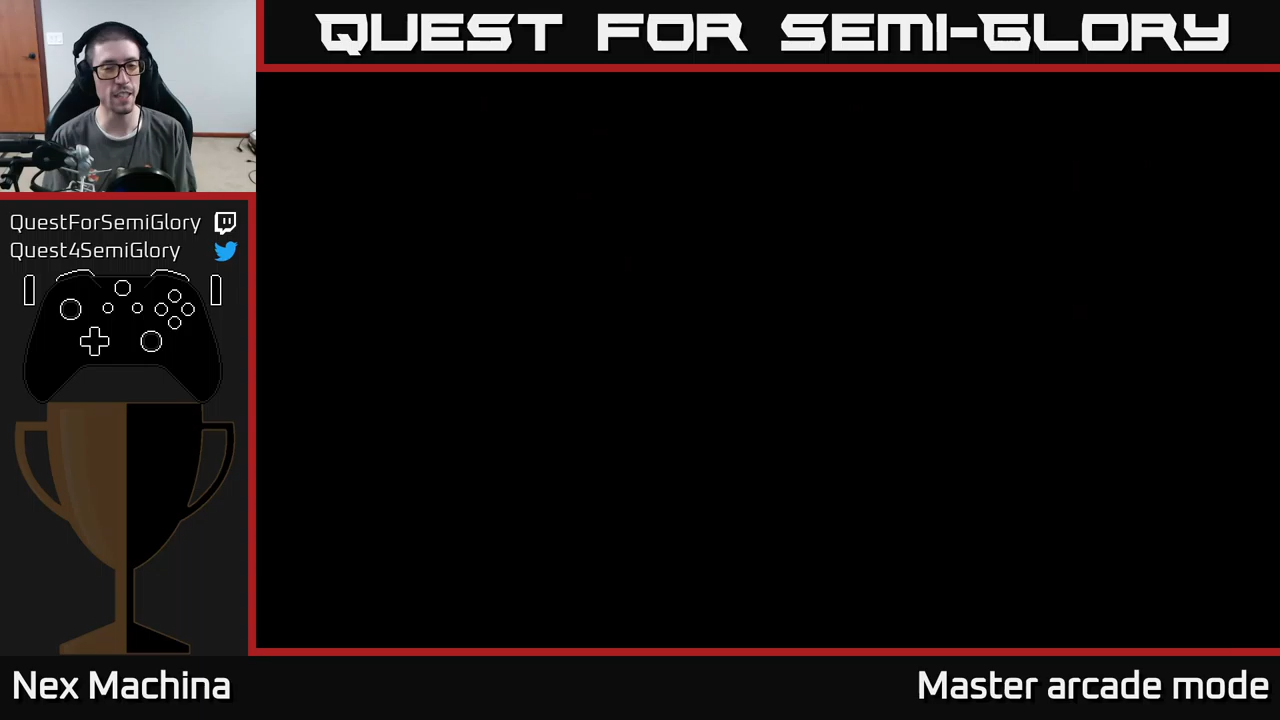 QUEST FOR SEMI-GLORY
QuestForSemiGlory
Quest4SemiGlory
Nex Machina
Master arcade mode